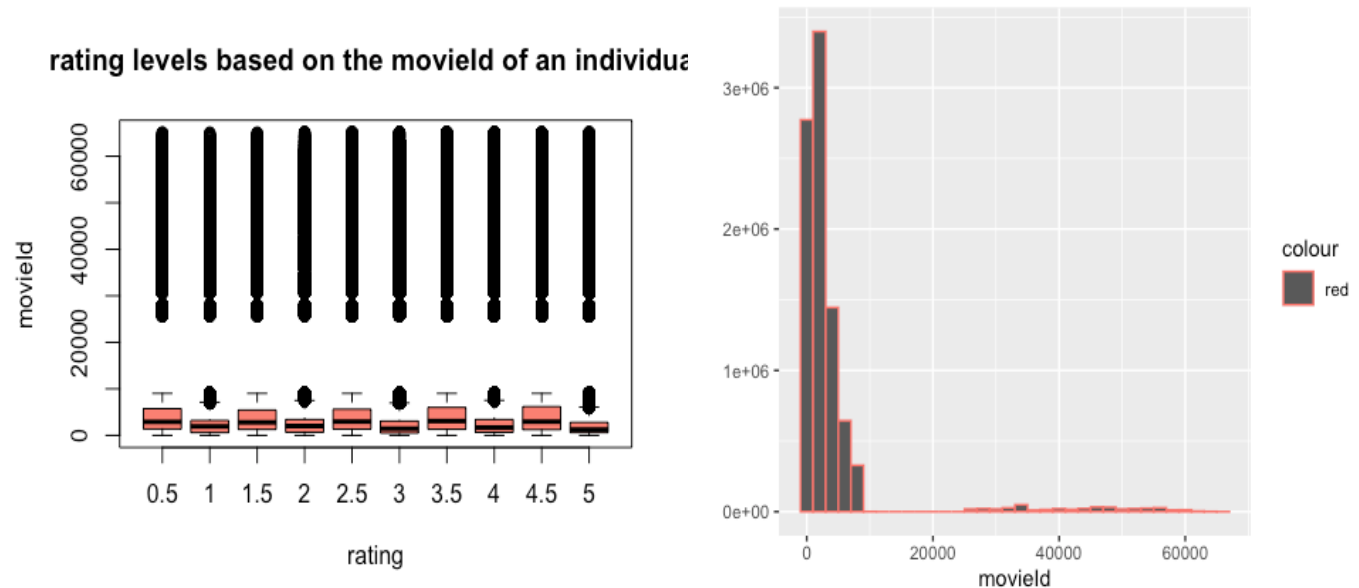 rating levels based on the movieId of an individua
movieId
60000
40000
20000
0
0.5 1 1.5 2 2.5 3 3.5 4 4.5 5
rating
3e+06
2e+06
1e+06
0e+00
0 20000 40000 60000
movieId
colour
red